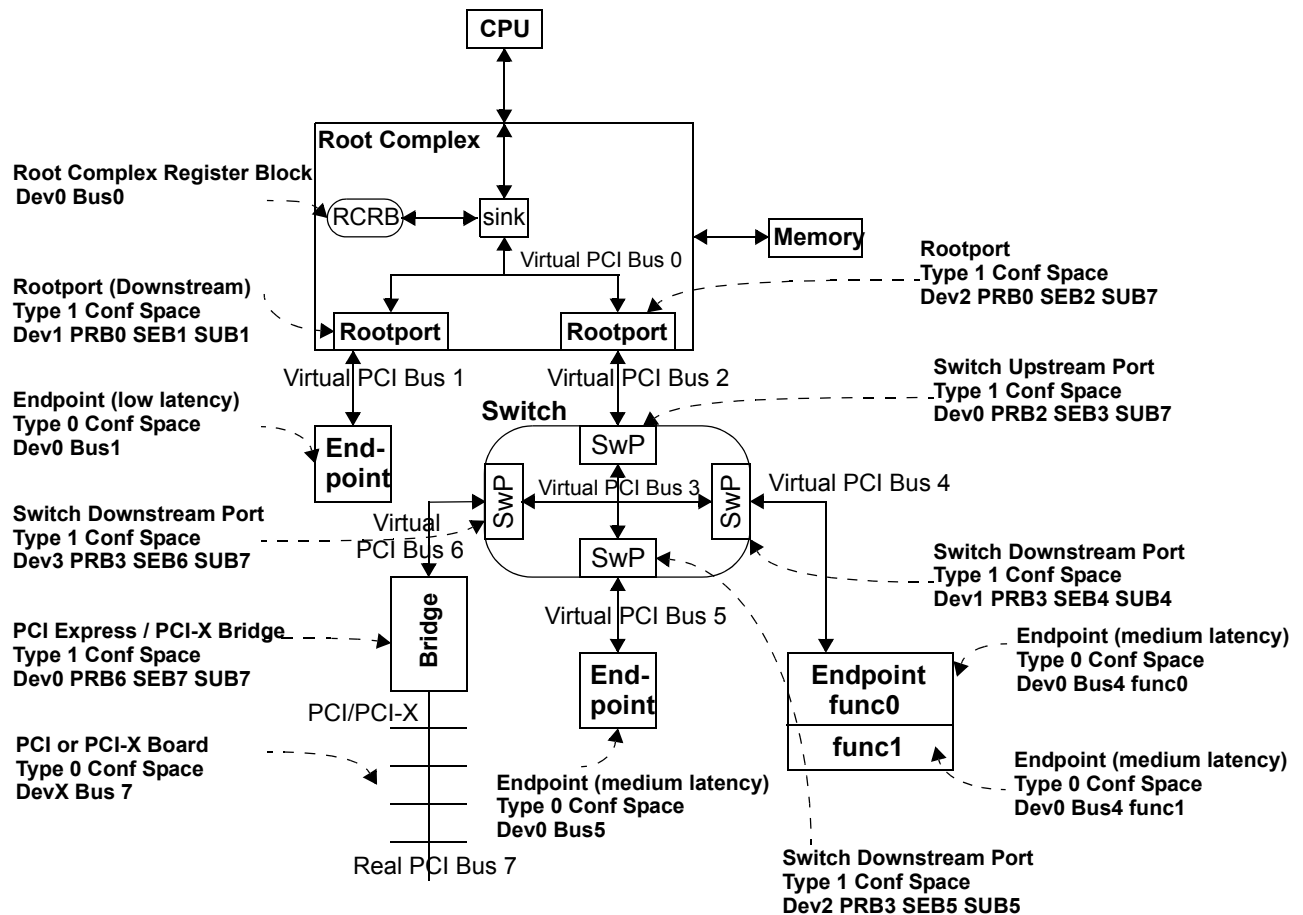 CPU
Root Complex
Root Complex Register Block
Dev0 Bus0
RCRB
sink
Memory
Virtual PCI Bus 0
Rootport
Type 1 Conf Space
Dev2 PRB0 SEB2 SUB7
Rootport (Downstream)
Type 1 Conf Space
Dev1 PRB0 SEB1 SUB1
Rootport
Rootport
Virtual PCI Bus 1
Virtual PCI Bus 2
Switch Upstream Port
Type 1 Conf Space
Dev0 PRB2 SEB3 SUB7
Endpoint (low latency)
Type 0 Conf Space
Dev0 Bus1
End-
point
Switch
SwP
SwP
Virtual PCI Bus 3
SwP
Virtual PCI Bus 4
Switch Downstream Port
Type 1 Conf Space
Dev3 PRB3 SEB6 SUB7
Virtual
PCI Bus 6
SwP
Switch Downstream Port
Type 1 Conf Space
Dev1 PRB3 SEB4 SUB4
Virtual PCI Bus 5
PCI Express / PCI-X Bridge
Type 1 Conf Space
Dev0 PRB6 SEB7 SUB7
Bridge
End-
point
Endpoint
func0
func1
Endpoint (medium latency)
Type 0 Conf Space
Dev0 Bus4 func0
PCI/PCI-X
PCI or PCI-X Board
Type 0 Conf Space
DevX Bus 7
Endpoint (medium latency)
Type 0 Conf Space
Dev0 Bus5
Endpoint (medium latency)
Type 0 Conf Space
Dev0 Bus4 func1
Real PCI Bus 7
Switch Downstream Port
Type 1 Conf Space
Dev2 PRB3 SEB5 SUB5